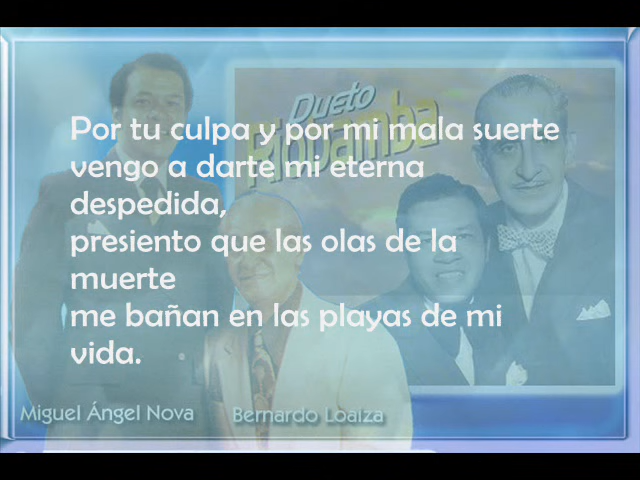 Dueto
Riobamba
Por tu culpa y por mi mala suerte
vengo a darte mi eterna
despedida,
presiento que las olas de la
muerte
me bañan en las playas de mi
vida.
Miguel Ángel Nova
Bernardo Loaiza